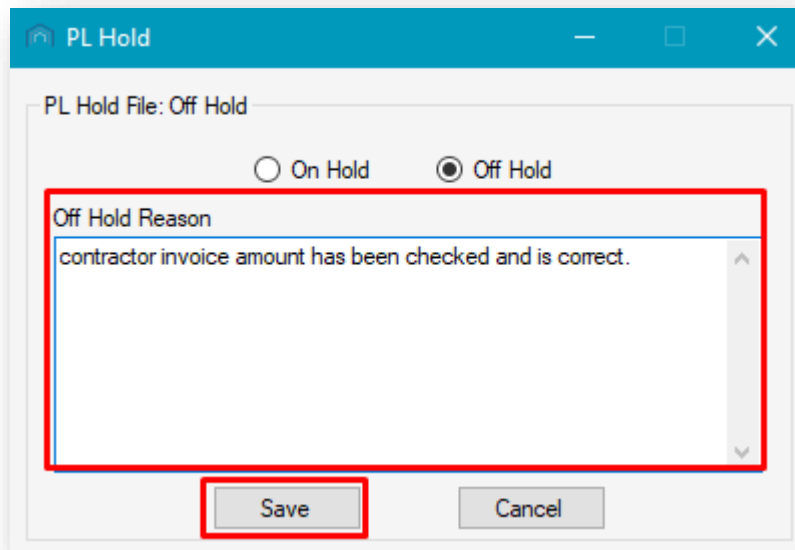 PL Hold
PL Hold File: Off Hold
On Hold Off Hold
Off Hold Reason
contractor invoice amount has been checked and is correct.
Save Cancel